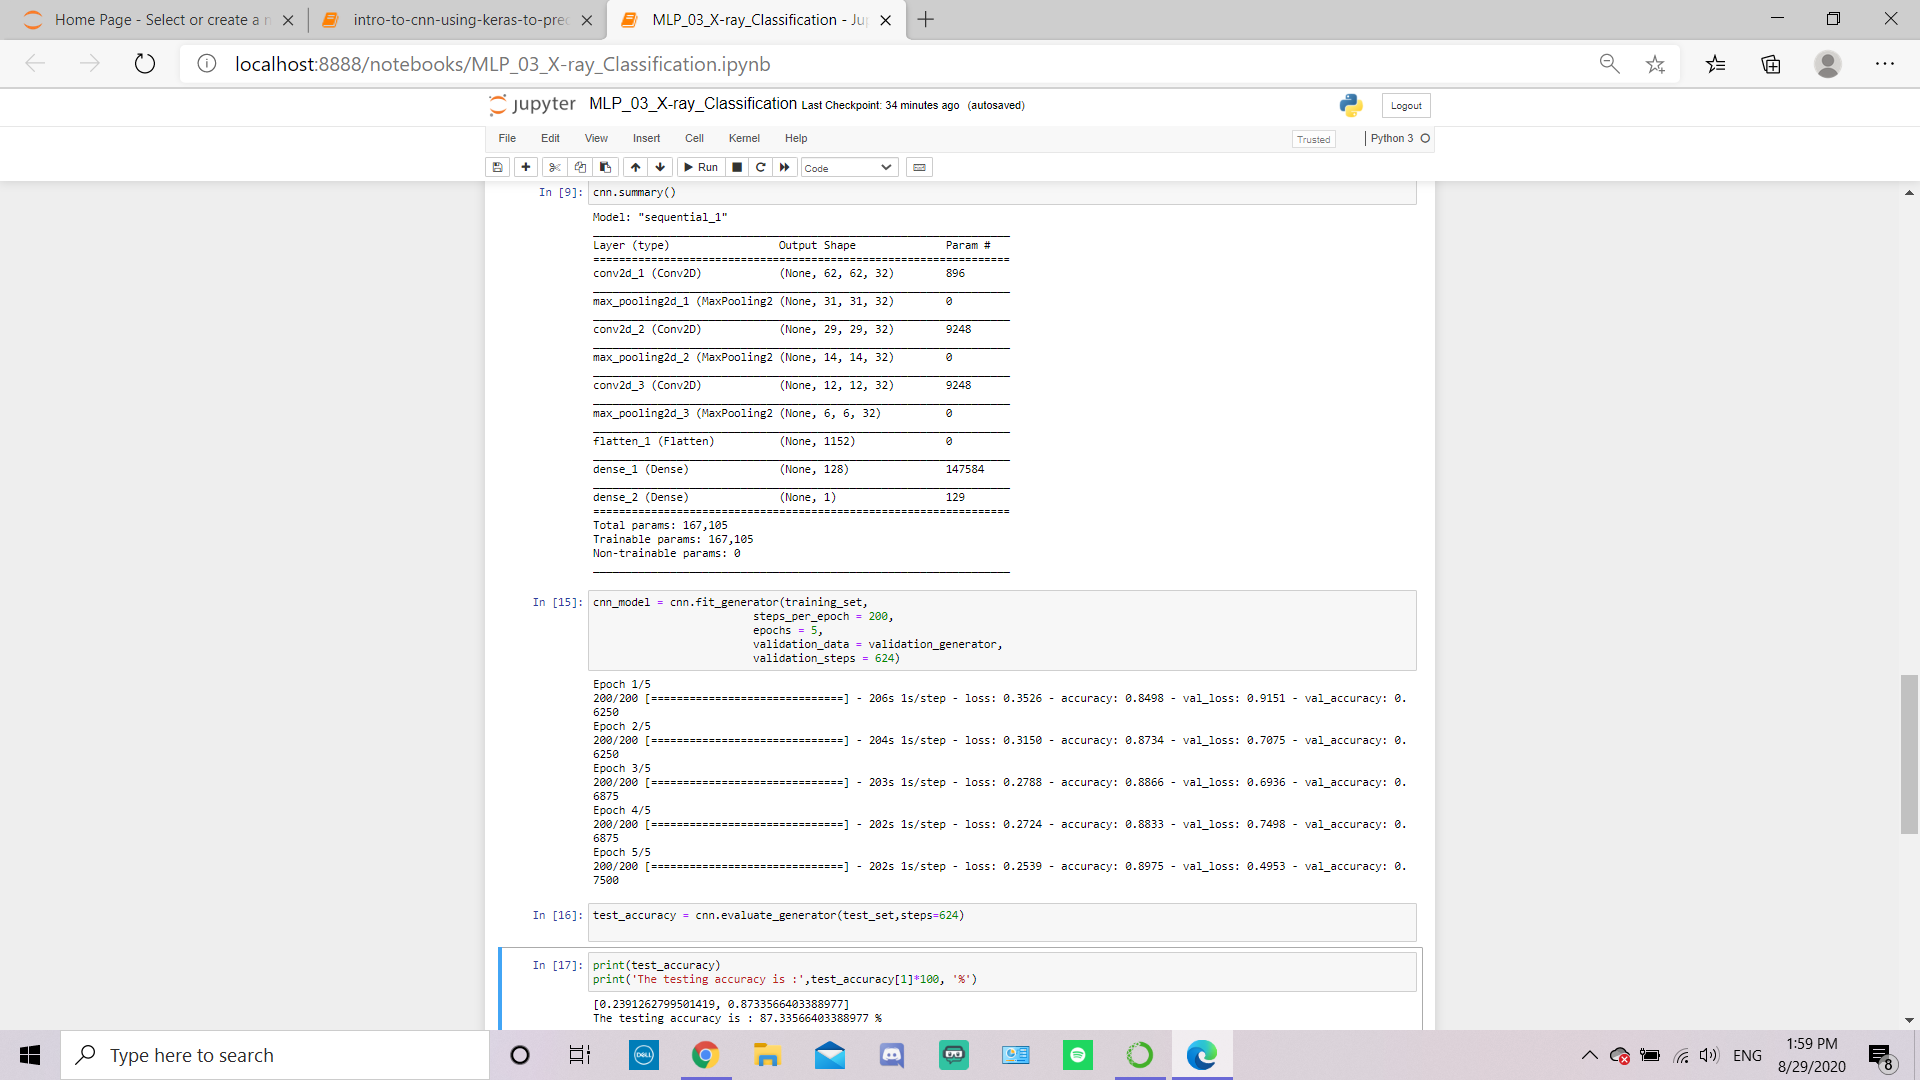 Home Page - Select or create a n
intro-to-cnn-using-keras-to-pred
MLP_03_X-ray_Classification - Ju
localhost:8888/notebooks/MLP_03_X-ray_Classification.ipynb
jupyter MLP_03_X-ray_Classification Last Checkpoint: 34 minutes ago (autosaved)
Logout
File Edit View Insert Cell Kernel Help
Trusted
Python 3
Run
Code
In [9]: cnn.summary()
Model: "sequential_1"
Layer (type) Output Shape Param #
=================================================================
conv2d_1 (Conv2D) (None, 62, 62, 32) 896
max_pooling2d_1 (MaxPooling2 (None, 31, 31, 32) 0
conv2d_2 (Conv2D) (None, 29, 29, 32) 9248
max_pooling2d_2 (MaxPooling2 (None, 14, 14, 32) 0
conv2d_3 (Conv2D) (None, 12, 12, 32) 9248
max_pooling2d_3 (MaxPooling2 (None, 6, 6, 32) 0
flatten_1 (Flatten) (None, 1152) 0
dense_1 (Dense) (None, 128) 147584
dense_2 (Dense) (None, 1) 129
=================================================================
Total params: 167,105
Trainable params: 167,105
Non-trainable params: 0
In [15]: cnn_model = cnn.fit_generator(training_set,
steps_per_epoch = 200,
epochs = 5,
validation_data = validation_generator,
validation_steps = 624)
Epoch 1/5
200/200 [==============================] - 206s 1s/step - loss: 0.3526 - accuracy: 0.8498 - val_loss: 0.9151 - val_accuracy: 0.
6250
Epoch 2/5
200/200 [==============================] - 204s 1s/step - loss: 0.3150 - accuracy: 0.8734 - val_loss: 0.7075 - val_accuracy: 0.
6250
Epoch 3/5
200/200 [==============================] - 203s 1s/step - loss: 0.2788 - accuracy: 0.8866 - val_loss: 0.6936 - val_accuracy: 0.
6875
Epoch 4/5
200/200 [==============================] - 202s 1s/step - loss: 0.2724 - accuracy: 0.8833 - val_loss: 0.7498 - val_accuracy: 0.
6875
Epoch 5/5
200/200 [==============================] - 202s 1s/step - loss: 0.2539 - accuracy: 0.8975 - val_loss: 0.4953 - val_accuracy: 0.
7500
In [16]: test_accuracy = cnn.evaluate_generator(test_set,steps=624)
In [17]: print(test_accuracy)
print('The testing accuracy is :',test_accuracy[1]*100, '%')
[0.2391262799501419, 0.8733566403388977]
The testing accuracy is : 87.33566403388977 %
Type here to search
DELL
ENG
1:59 PM
8/29/2020
8